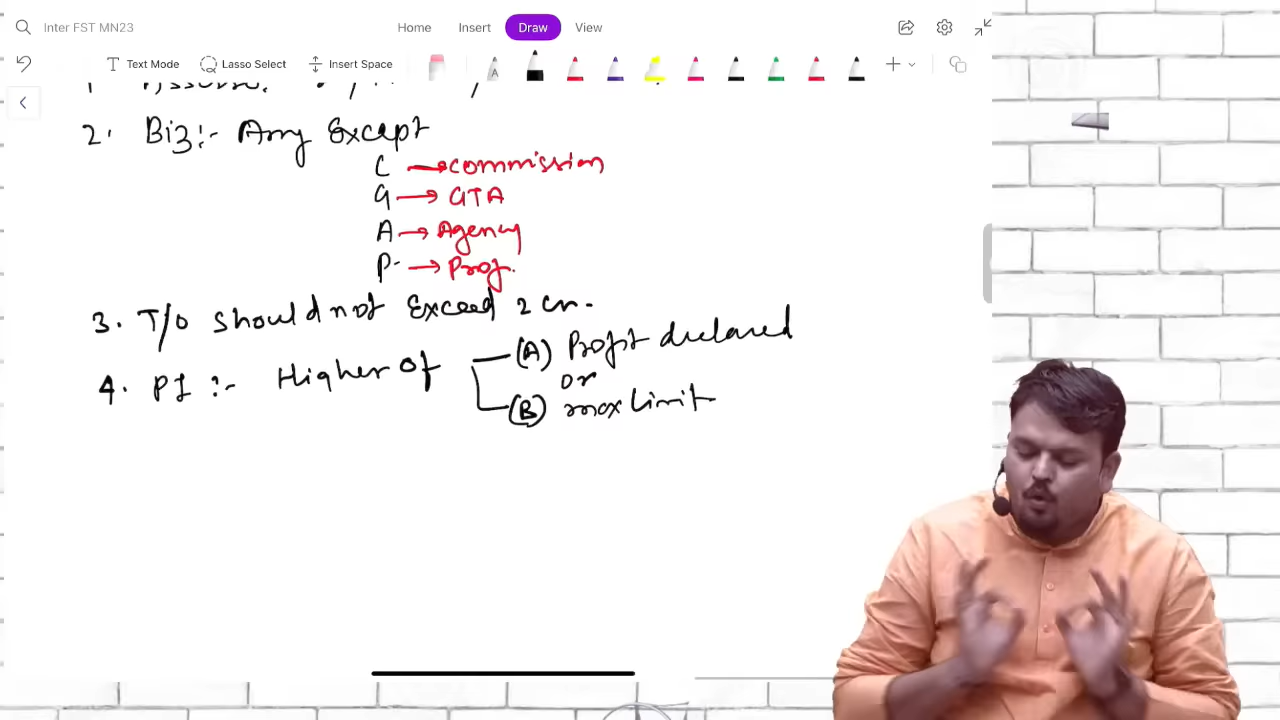 Inter FST MN23
Home Insert Draw View
Text Mode Lasso Select Insert Space
2. Biz:- Any Except
C → commission
G → GTA
A → Agency
P → Prof.
3. T/O should not Exceed 2 cr.
4. PI :- Higher of (A) Profit declared
or
(B) max limit